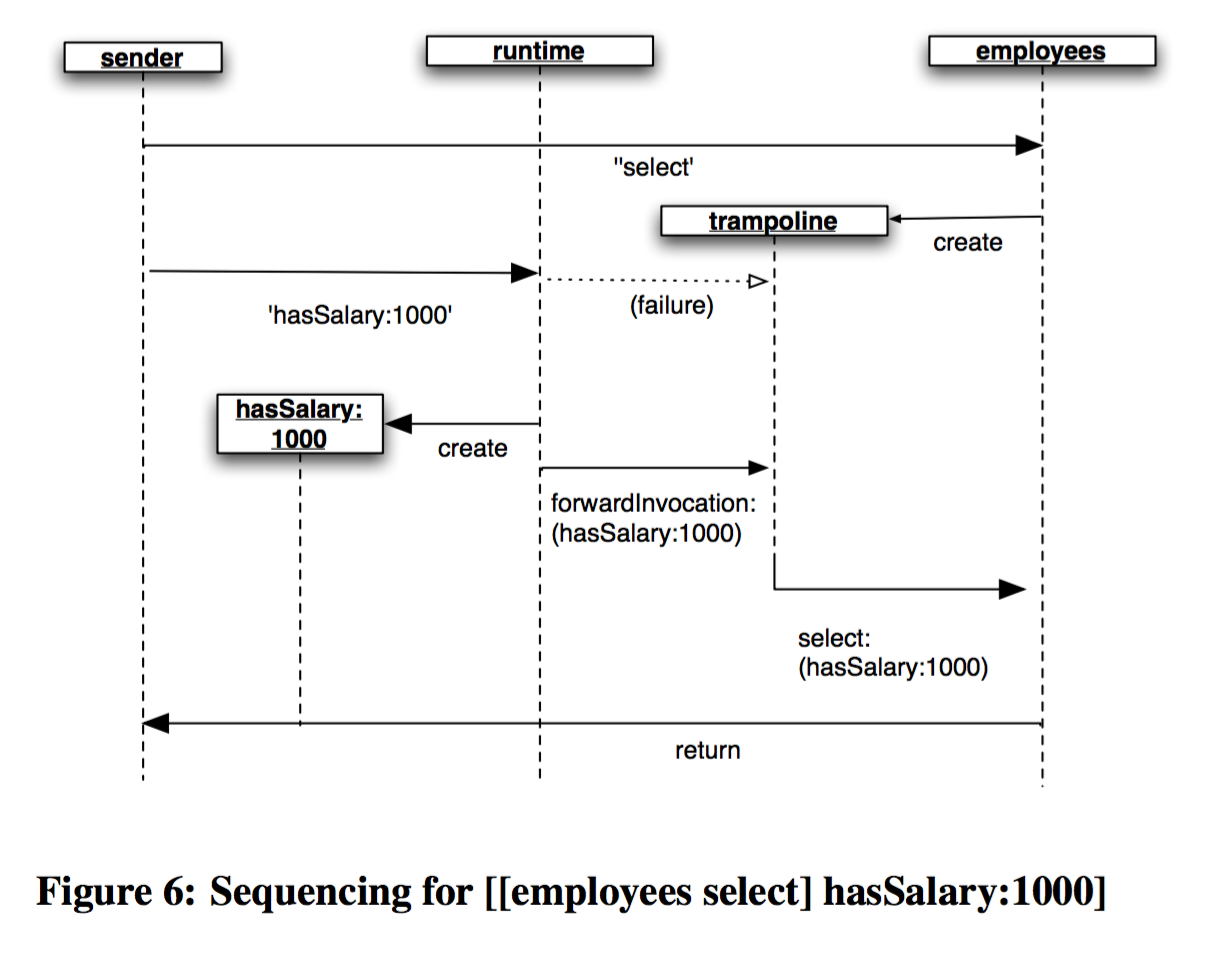 sender
runtime
employees
"select'
trampoline
create
'hasSalary:1000'
(failure)
hasSalary:
1000
create
forwardInvocation:
(hasSalary:1000)
select:
(hasSalary:1000)
return
Figure 6: Sequencing for [[employees select] hasSalary:1000]